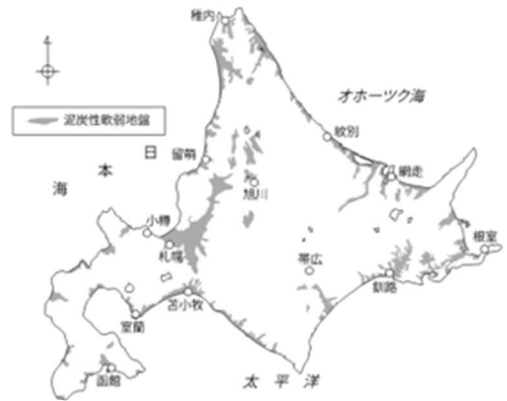 稚内
オホーツク海
泥炭性軟弱地盤
紋別
日本海
留萌
網走
旭川
小樽
札幌
根室
帯広
釧路
苫小牧
室蘭
函館
太平洋